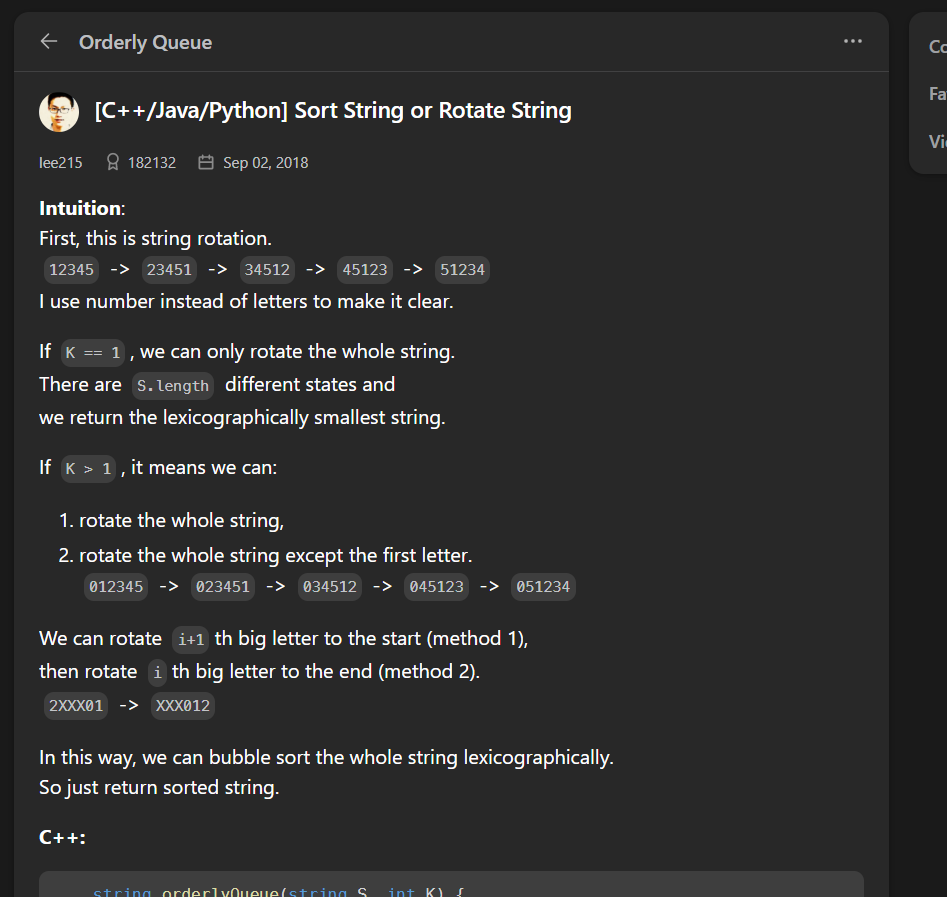 Orderly Queue
[C++/Java/Python] Sort String or Rotate String
lee215 182132 Sep 02, 2018
Intuition:
First, this is string rotation.
12345 -> 23451 -> 34512 -> 45123 -> 51234
I use number instead of letters to make it clear.
If K == 1 , we can only rotate the whole string.
There are S.length different states and
we return the lexicographically smallest string.
If K > 1 , it means we can:
1. rotate the whole string,
2. rotate the whole string except the first letter.
012345 -> 023451 -> 034512 -> 045123 -> 051234
We can rotate i+1 th big letter to the start (method 1),
then rotate i th big letter to the end (method 2).
2XXX01 -> XXX012
In this way, we can bubble sort the whole string lexicographically.
So just return sorted string.
C++:
string orderlyQueue(string S, int K) {
Co
Fa
Vi